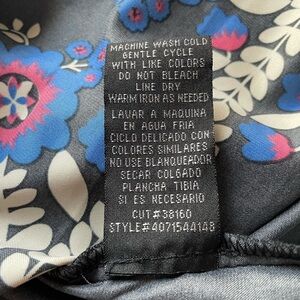 MACHINE WASH COLD
GENTLE CYCLE
WITH LIKE COLORS
DO NOT BLEACH
LINE DRY
WARM IRON AS NEEDED
LAVAR A MAQUINA
EN AGUA FRIA
CICLO DELICADO CON
COLORES SIMILARES
NO USE BLANQUEADOR
SECAR COLGADO
PLANCHA TIBIA
SI ES NECESARIO
CUT#38160
STYLE#4071544148